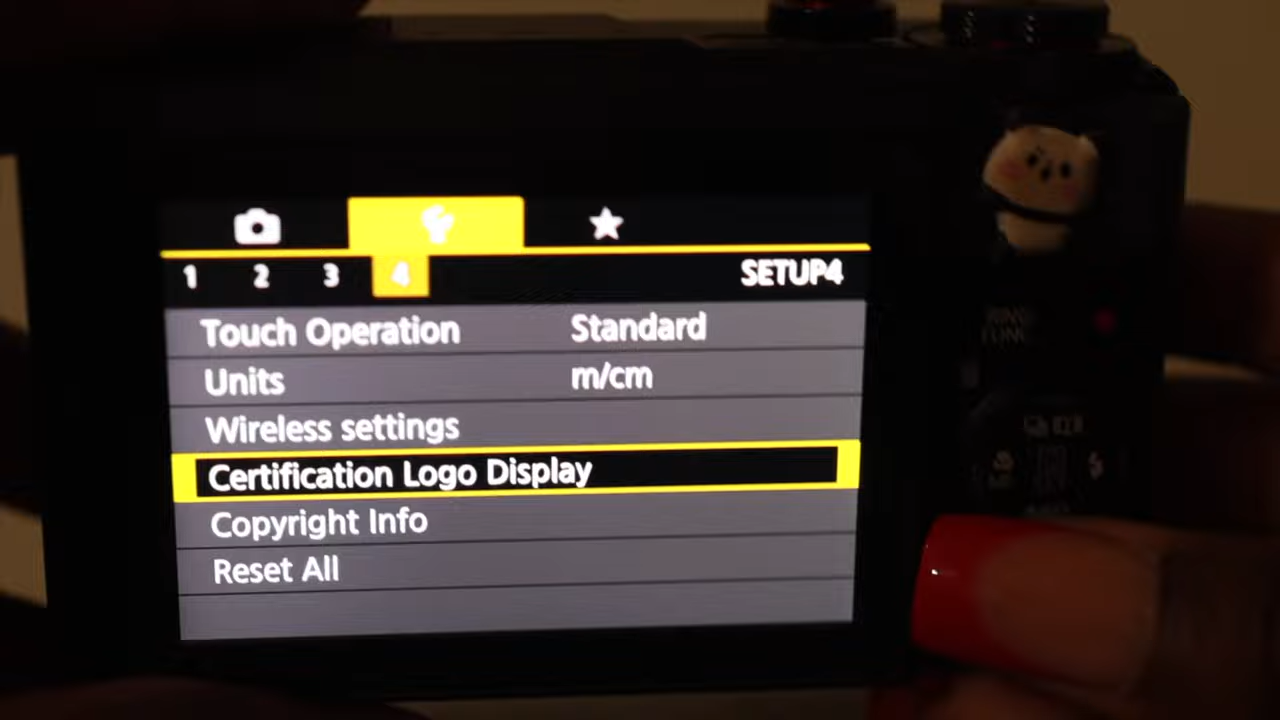 1 2 3 4 SETUP4
Touch Operation Standard
Units m/cm
Wireless settings
Certification Logo Display
Copyright Info
Reset All